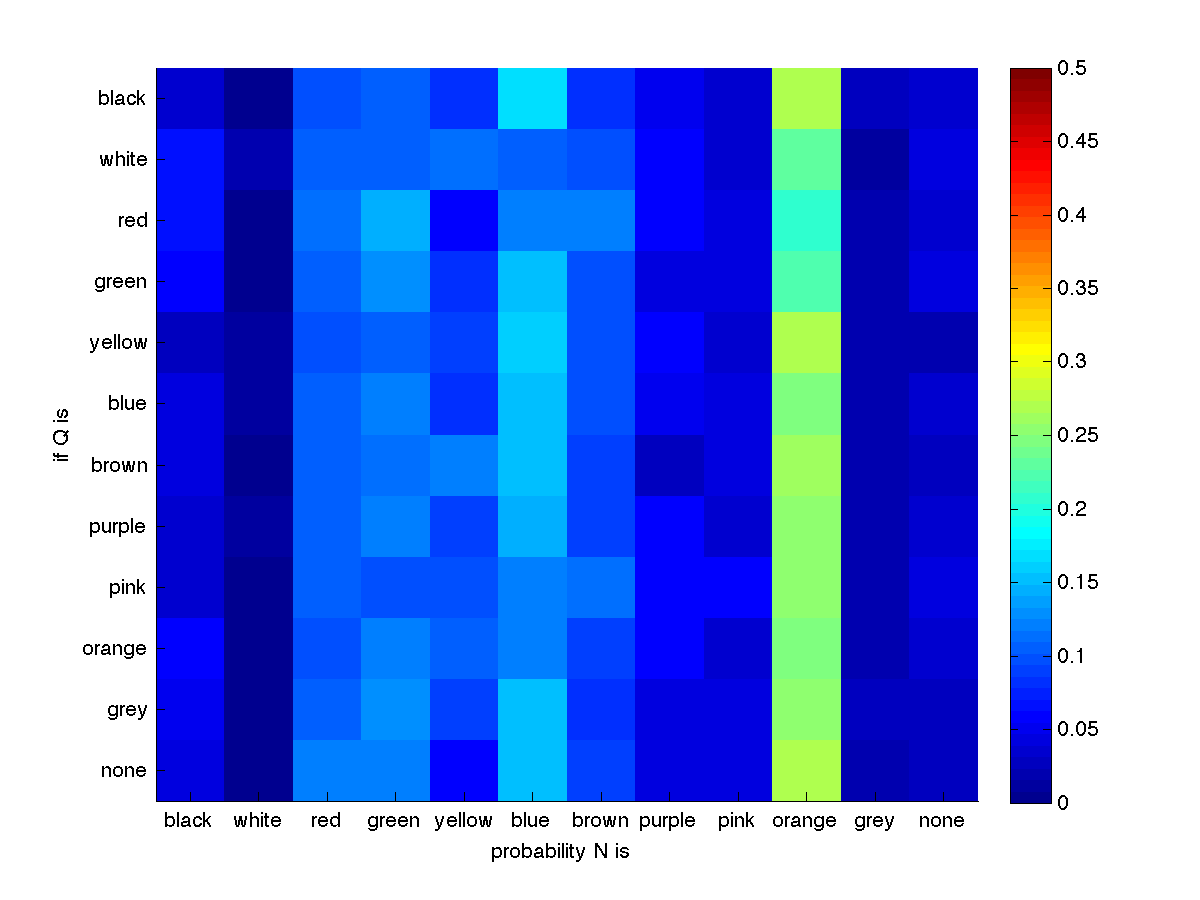 black
white
red
green
yellow
blue
brown
purple
pink
orange
grey
none
if Q is
black white red green yellow blue brown purple pink orange grey none
probability N is
0.5
0.45
0.4
0.35
0.3
0.25
0.2
0.15
0.1
0.05
0